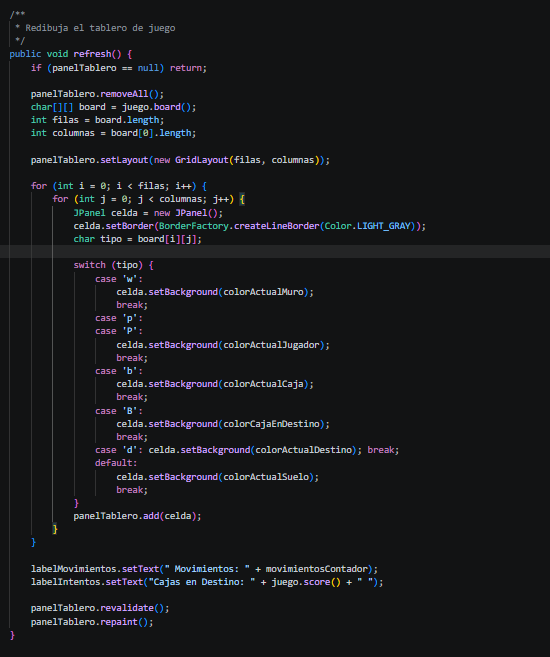 /**
 * Redibuja el tablero de juego
 */
public void refresh() {
    if (panelTablero == null) return;

    panelTablero.removeAll();
    char[][] board = juego.board();
    int filas = board.length;
    int columnas = board[0].length;

    panelTablero.setLayout(new GridLayout(filas, columnas));

    for (int i = 0; i < filas; i++) {
        for (int j = 0; j < columnas; j++) {
            JPanel celda = new JPanel();
            celda.setBorder(BorderFactory.createLineBorder(Color.LIGHT_GRAY));
            char tipo = board[i][j];

            switch (tipo) {
                case 'w':
                    celda.setBackground(colorActualMuro);
                    break;
                case 'p':
                case 'P':
                    celda.setBackground(colorActualJugador);
                    break;
                case 'b':
                    celda.setBackground(colorActualCaja);
                    break;
                case 'B':
                    celda.setBackground(colorCajaEnDestino);
                    break;
                case 'd': celda.setBackground(colorActualDestino); break;
                default:
                    celda.setBackground(colorActualSuelo);
                    break;
            }
            panelTablero.add(celda);
        }
    }

    labelMovimientos.setText(" Movimientos: " + movimientosContador);
    labelIntentos.setText("Cajas en Destino: " + juego.score() + " ");

    panelTablero.revalidate();
    panelTablero.repaint();
}